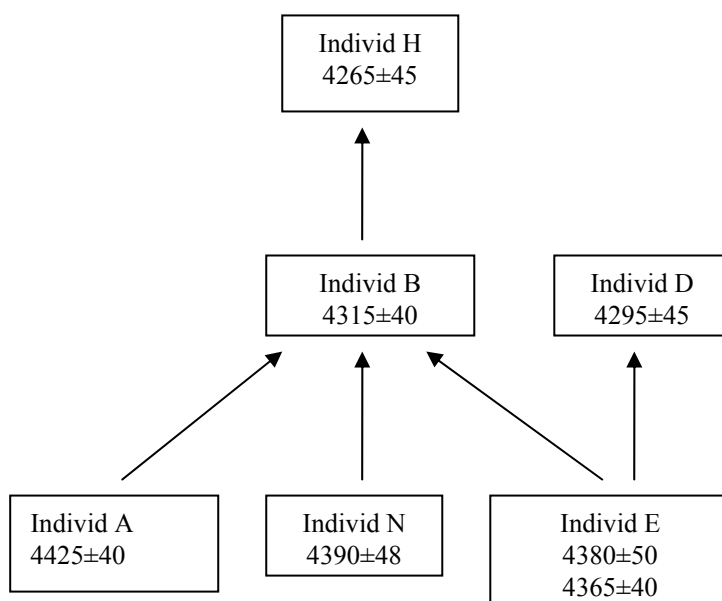 Individ H
4265±45
Individ B
4315±40
Individ D
4295±45
Individ A
4425±40
Individ N
4390±48
Individ E
4380±50
4365±40